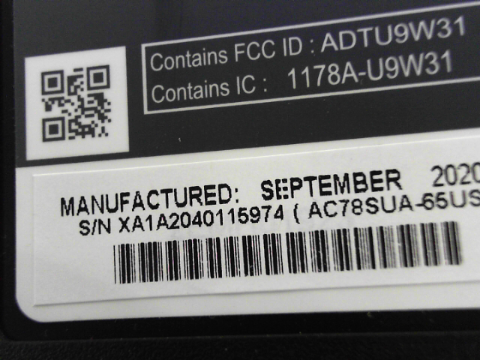 Contains FCC ID : ADTU9W31
Contains IC : 1178A-U9W31
MANUFACTURED: SEPTEMBER 2020
S/N XA1A2040115974 ( AC78SUA-65US